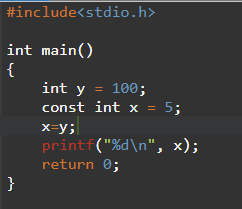 #include<stdio.h>
int main()
{
int y = 100;
const int x = 5;
x=y;
printf("%d\n", x);
return 0;
}